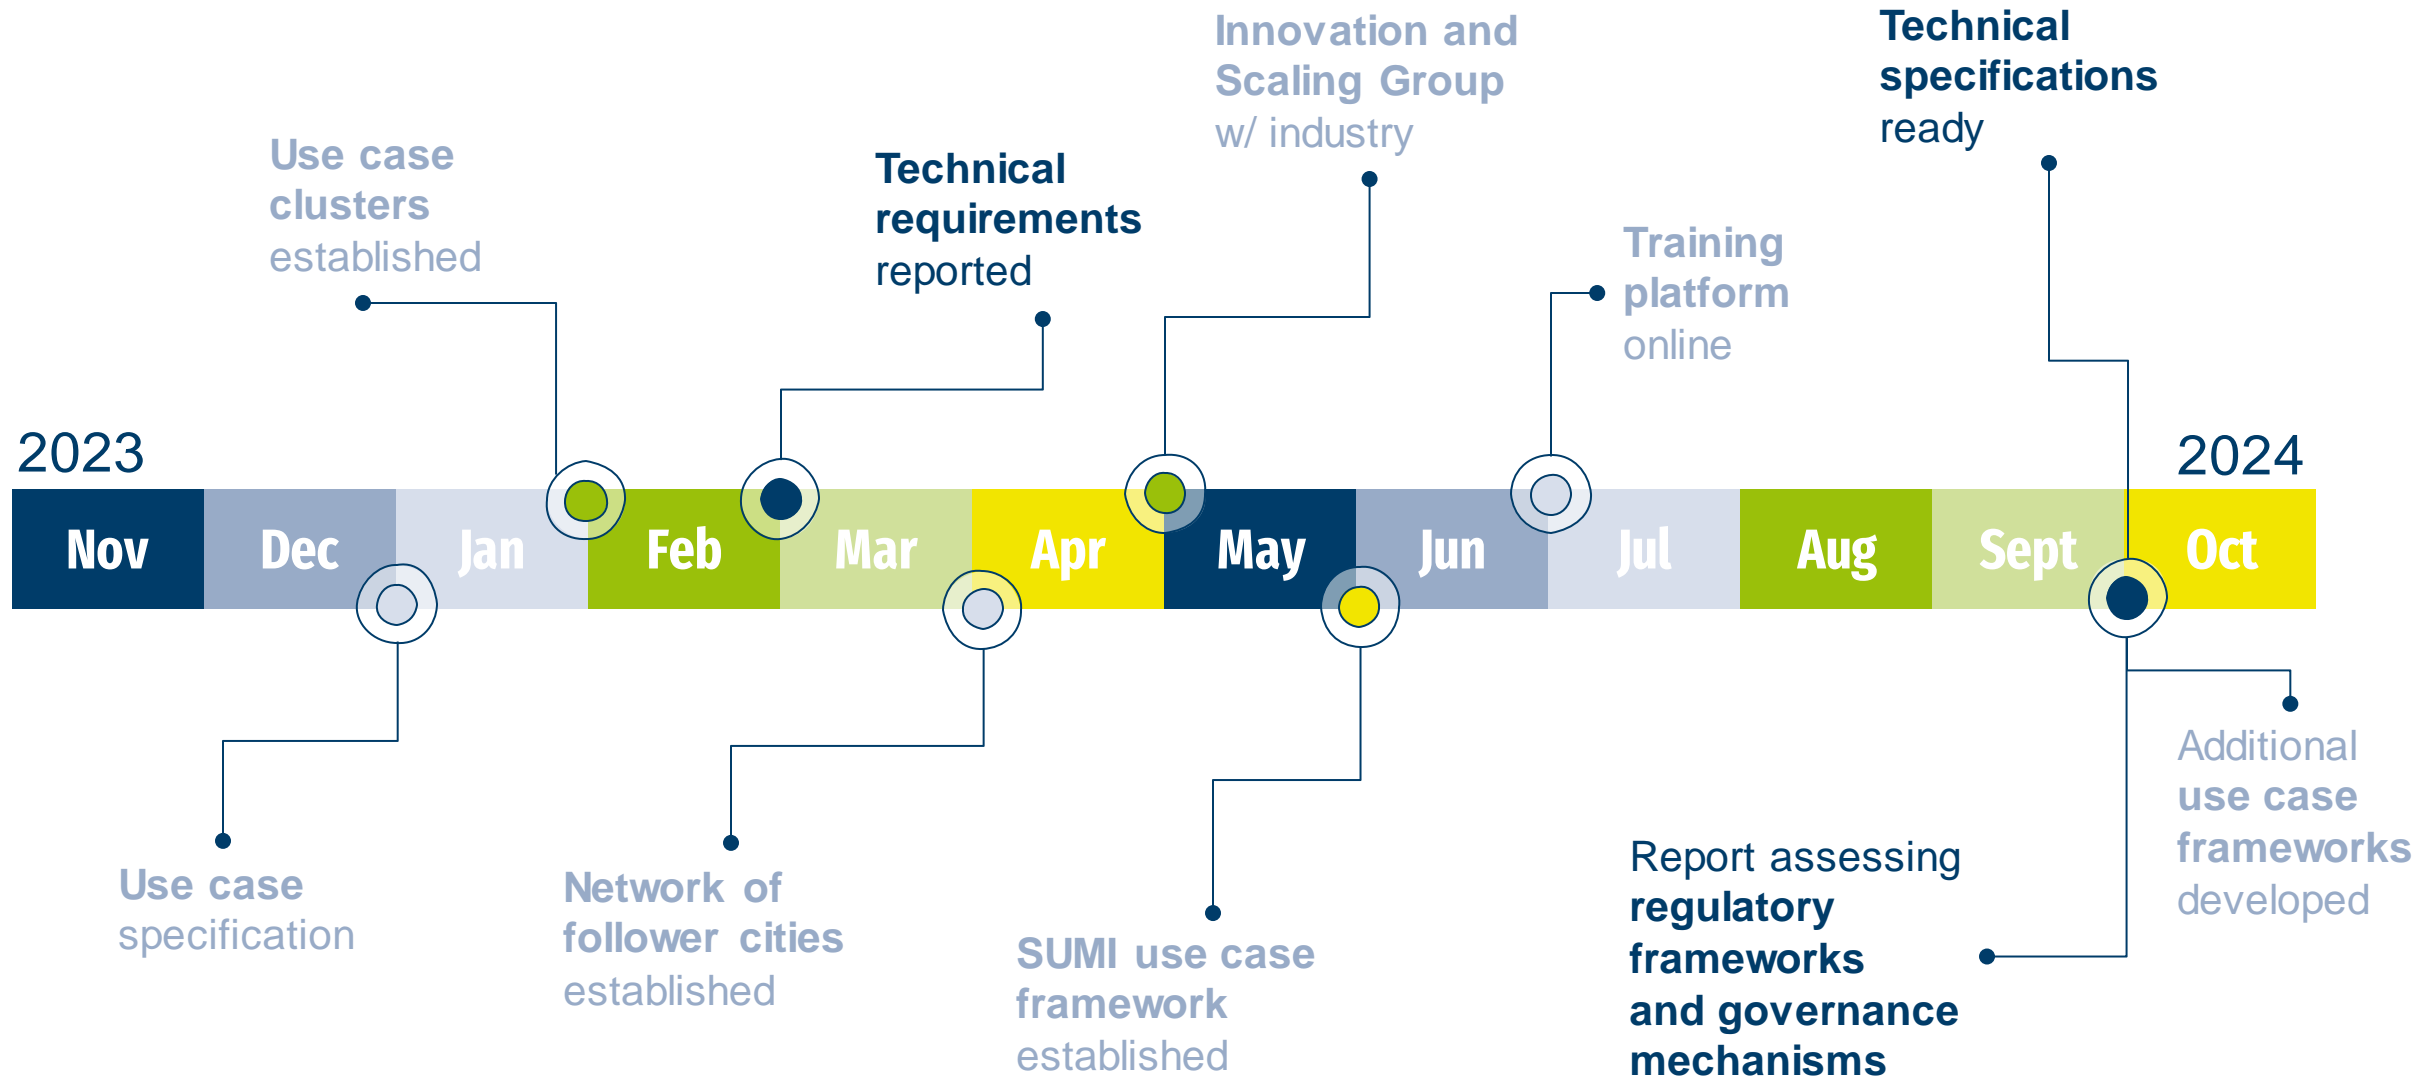 Innovation and
Scaling Group
w/ industry
Technical
specifications
ready
Use case
clusters
established
Technical
requirements
reported
Training
platform
online
2023
2024
Nov
Dec
Jan
Feb
Mar
Apr
May
Jun
Jul
Aug
Sept
Oct
Use case
specification
Network of
follower cities
established
SUMI use case
framework
established
Report assessing
regulatory
frameworks
and governance
mechanisms
Additional
use case
frameworks
developed